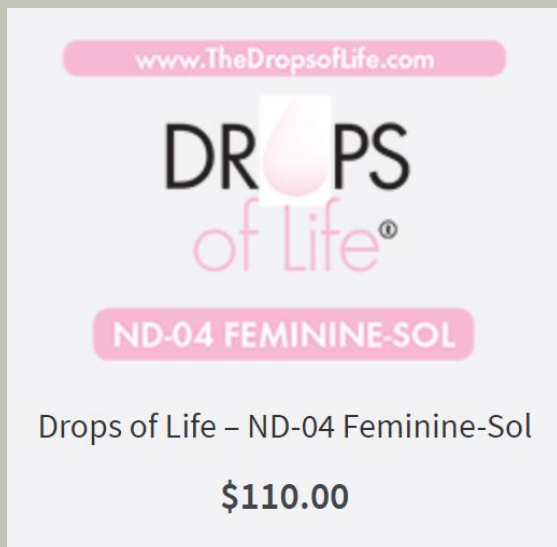 www.TheDropsofLife.com
DROPS
of Life®
ND-04 FEMININE-SOL
Drops of Life – ND-04 Feminine-Sol
$110.00